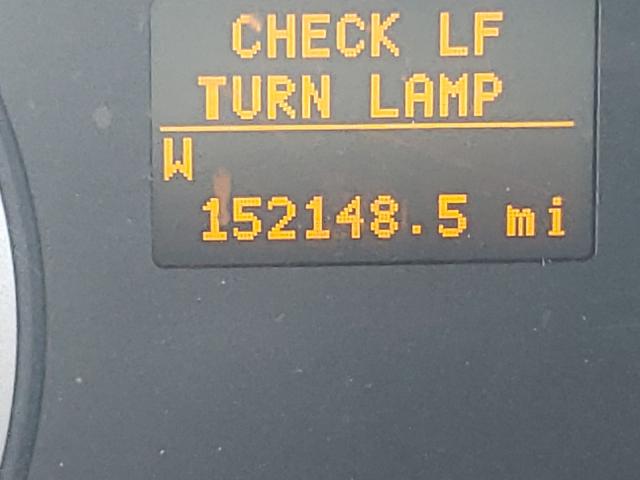 CHECK LF
TURN LAMP
W
152148.5 mi